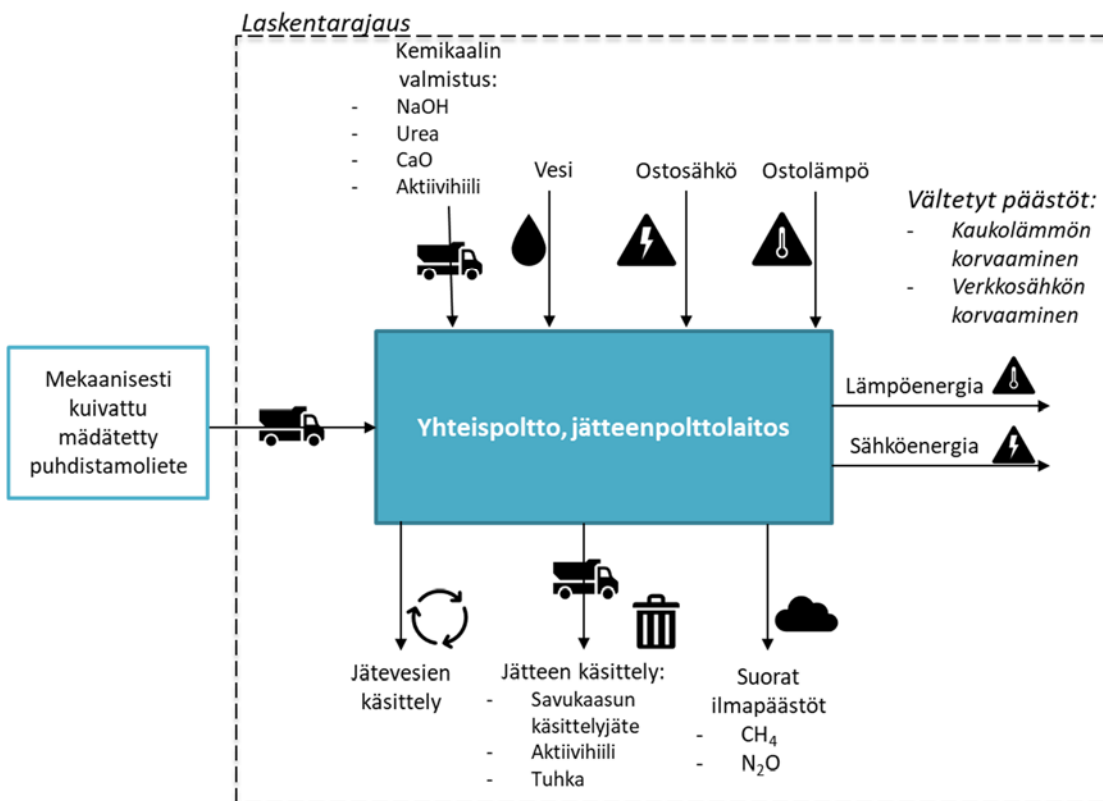 Laskentarajaus
Kemikaalin
valmistus:
- NaOH
- Urea
- CaO
- Aktiivihiili
Vesi
Ostosähkö
Ostolämpö
Vältetyt päästöt:
- Kaukolämmön
korvaaminen
- Verkkosähkön
korvaaminen
Mekaanisesti
kuivattu
mädätetty
puhdistamoliete
Yhteispoltto, jätteenpolttolaitos
Lämpöenergia
Sähköenergia
Jätevesien
käsittely
Jätteen käsittely:
- Savukaasun
käsittelyjäte
- Aktiivihiili
- Tuhka
Suorat
ilmapäästöt
- CH₄
- N₂O